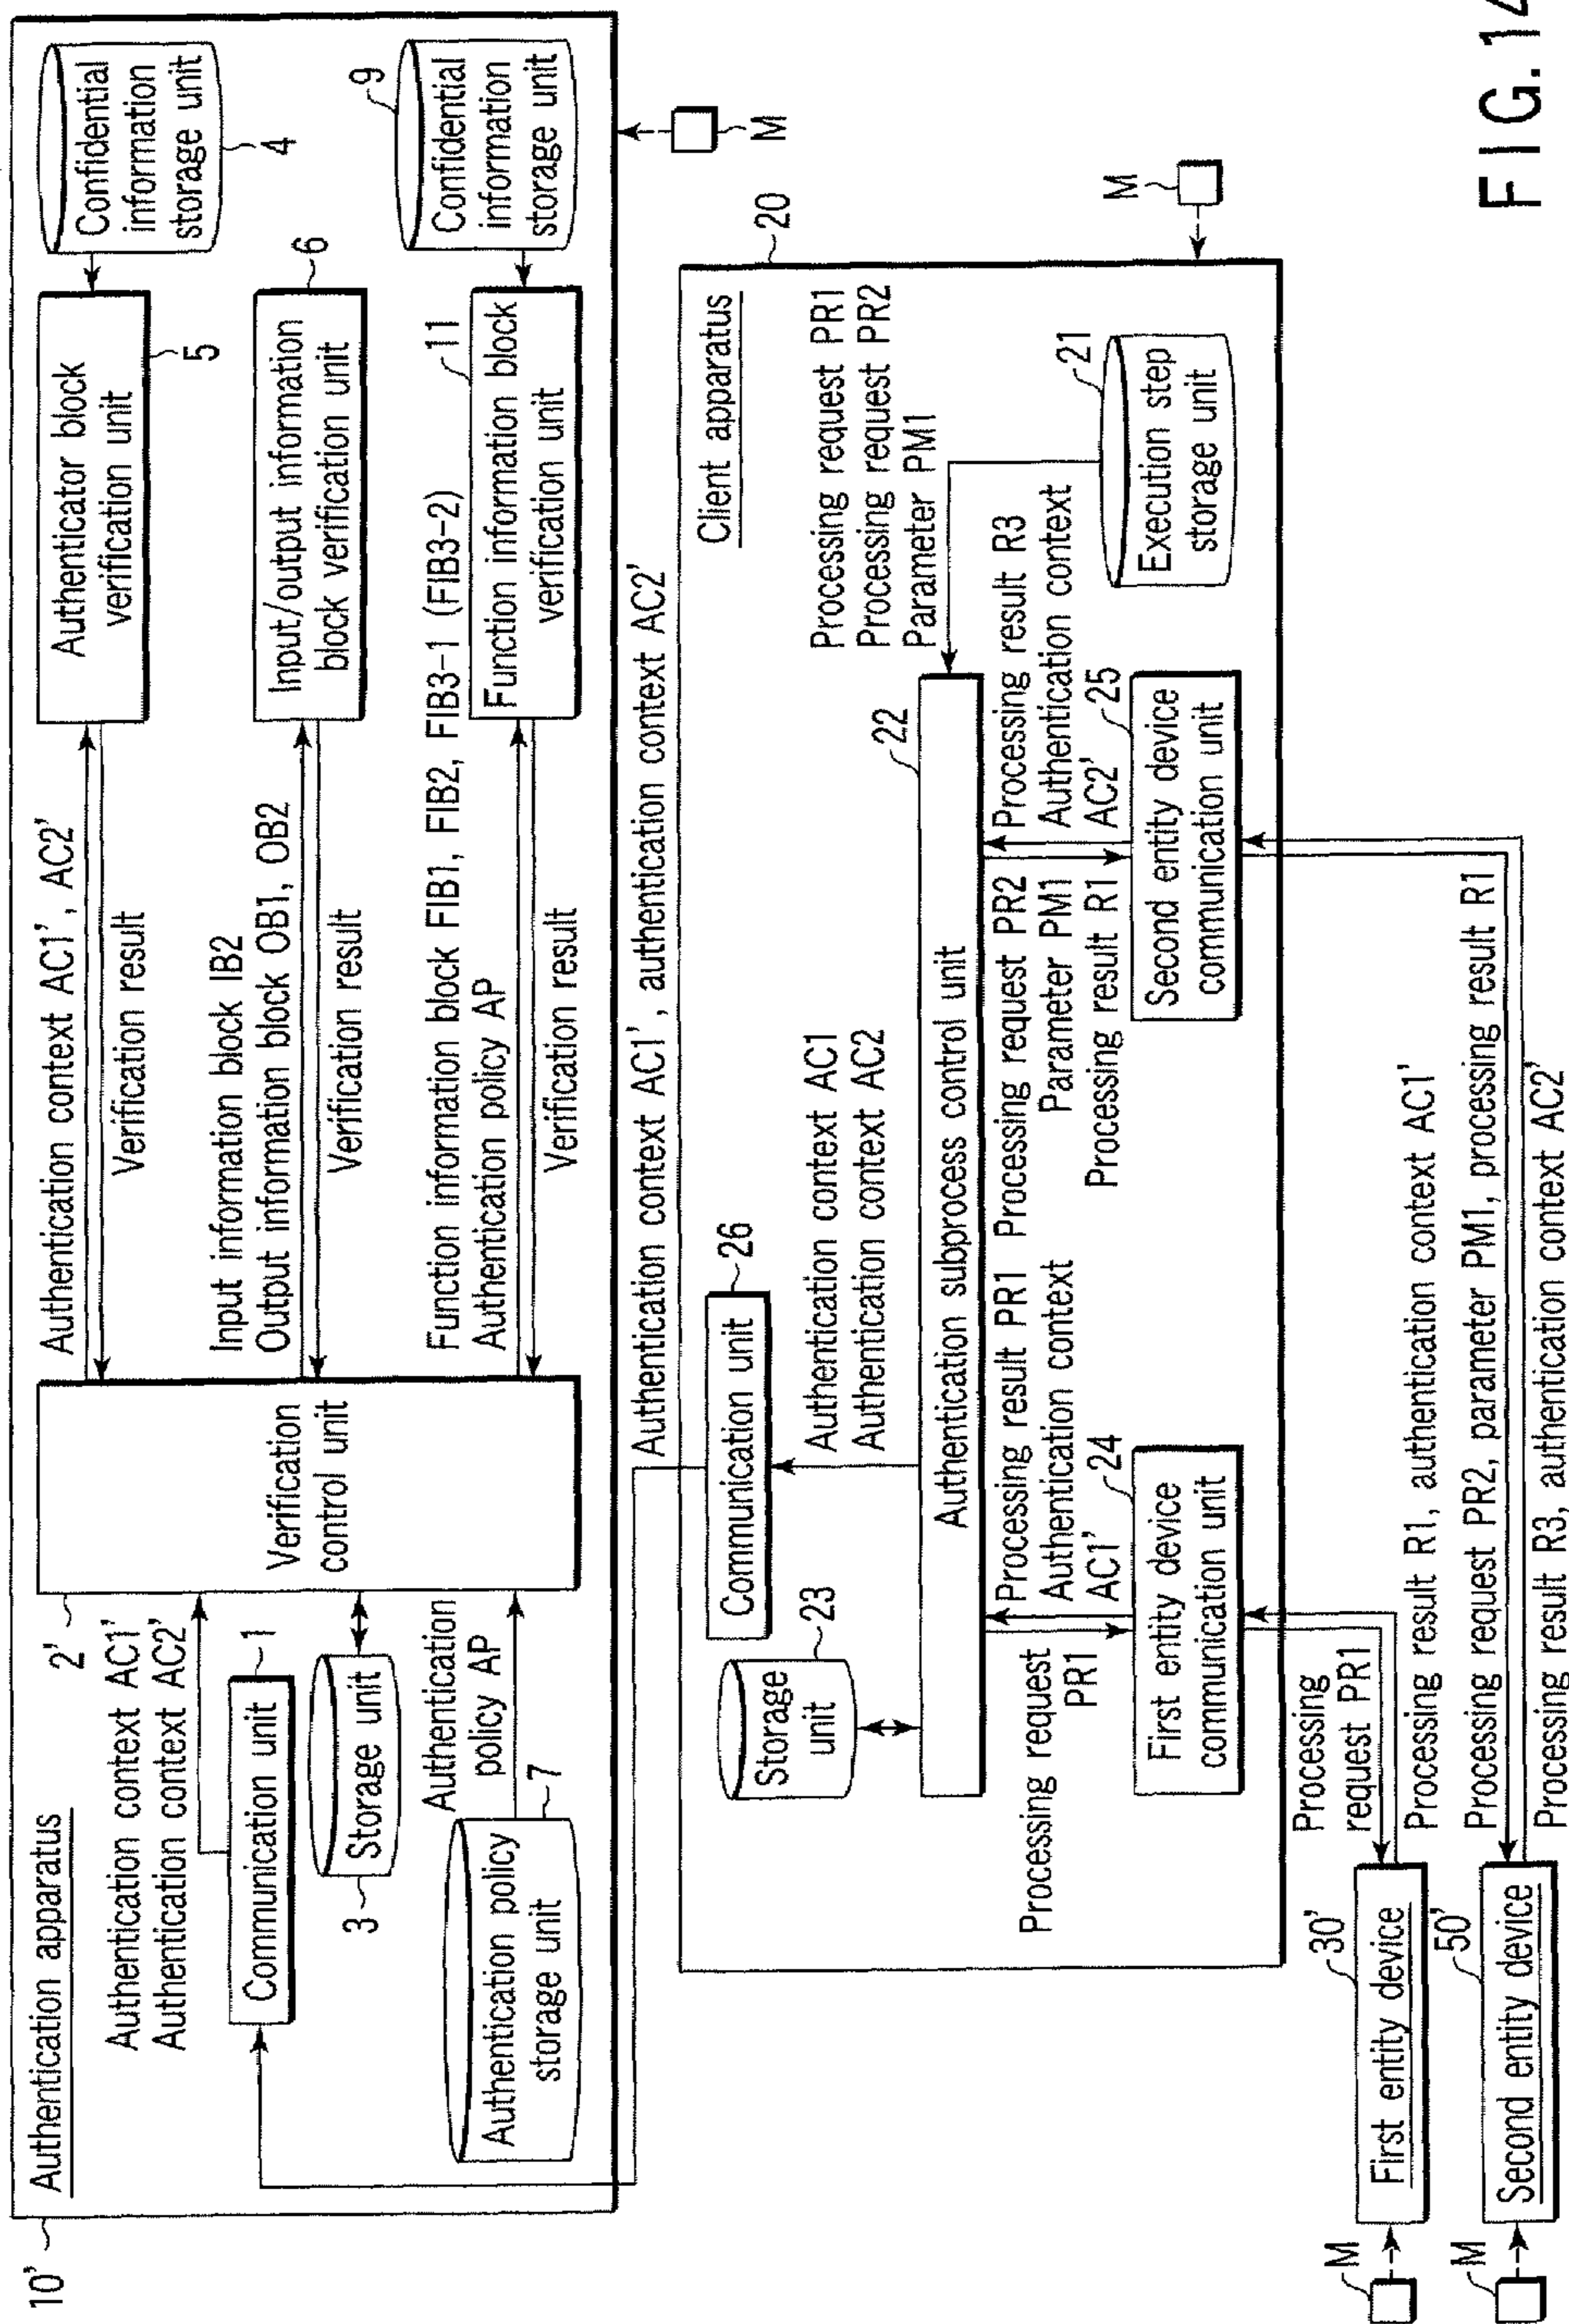 10'
Authentication apparatus
Authentication context AC1'
Authentication context AC2'
Communication unit
1
Storage unit
3
Authentication policy
storage unit
7
Authentication
policy AP
2'
Verification
control unit
Authentication context AC1', AC2'
Verification result
Input information block IB2
Output information block OB1, OB2
Verification result
Function information block FIB1, FIB2, FIB3-1 (FIB3-2)
Authentication policy AP
Verification result
Authenticator block
verification unit
5
Input/output information
block verification unit
6
Function information block
verification unit
11
Confidential
information
storage unit
4
Confidential
information
storage unit
9
M
Authentication context AC1', authentication context AC2'
Client apparatus
20
M
Communication unit
26
Authentication context AC1
Authentication context AC2
Storage
unit
23
Authentication subprocess control unit
22
Processing request PR1
Processing request PR2
Parameter PM1
Execution step
storage unit
21
Processing request
PR1
Processing result PR1
Authentication context
AC1'
First entity device
communication unit
24
Processing request PR2
Parameter PM1
Processing result R1
Processing result R3
Authentication context
AC2'
Second entity device
communication unit
25
Processing
request PR1
Processing result R1, authentication context AC1'
Processing request PR2, parameter PM1, processing result R1
Processing result R3, authentication context AC2'
First entity device
30'
M
Second entity device
50'
M
FIG. 14